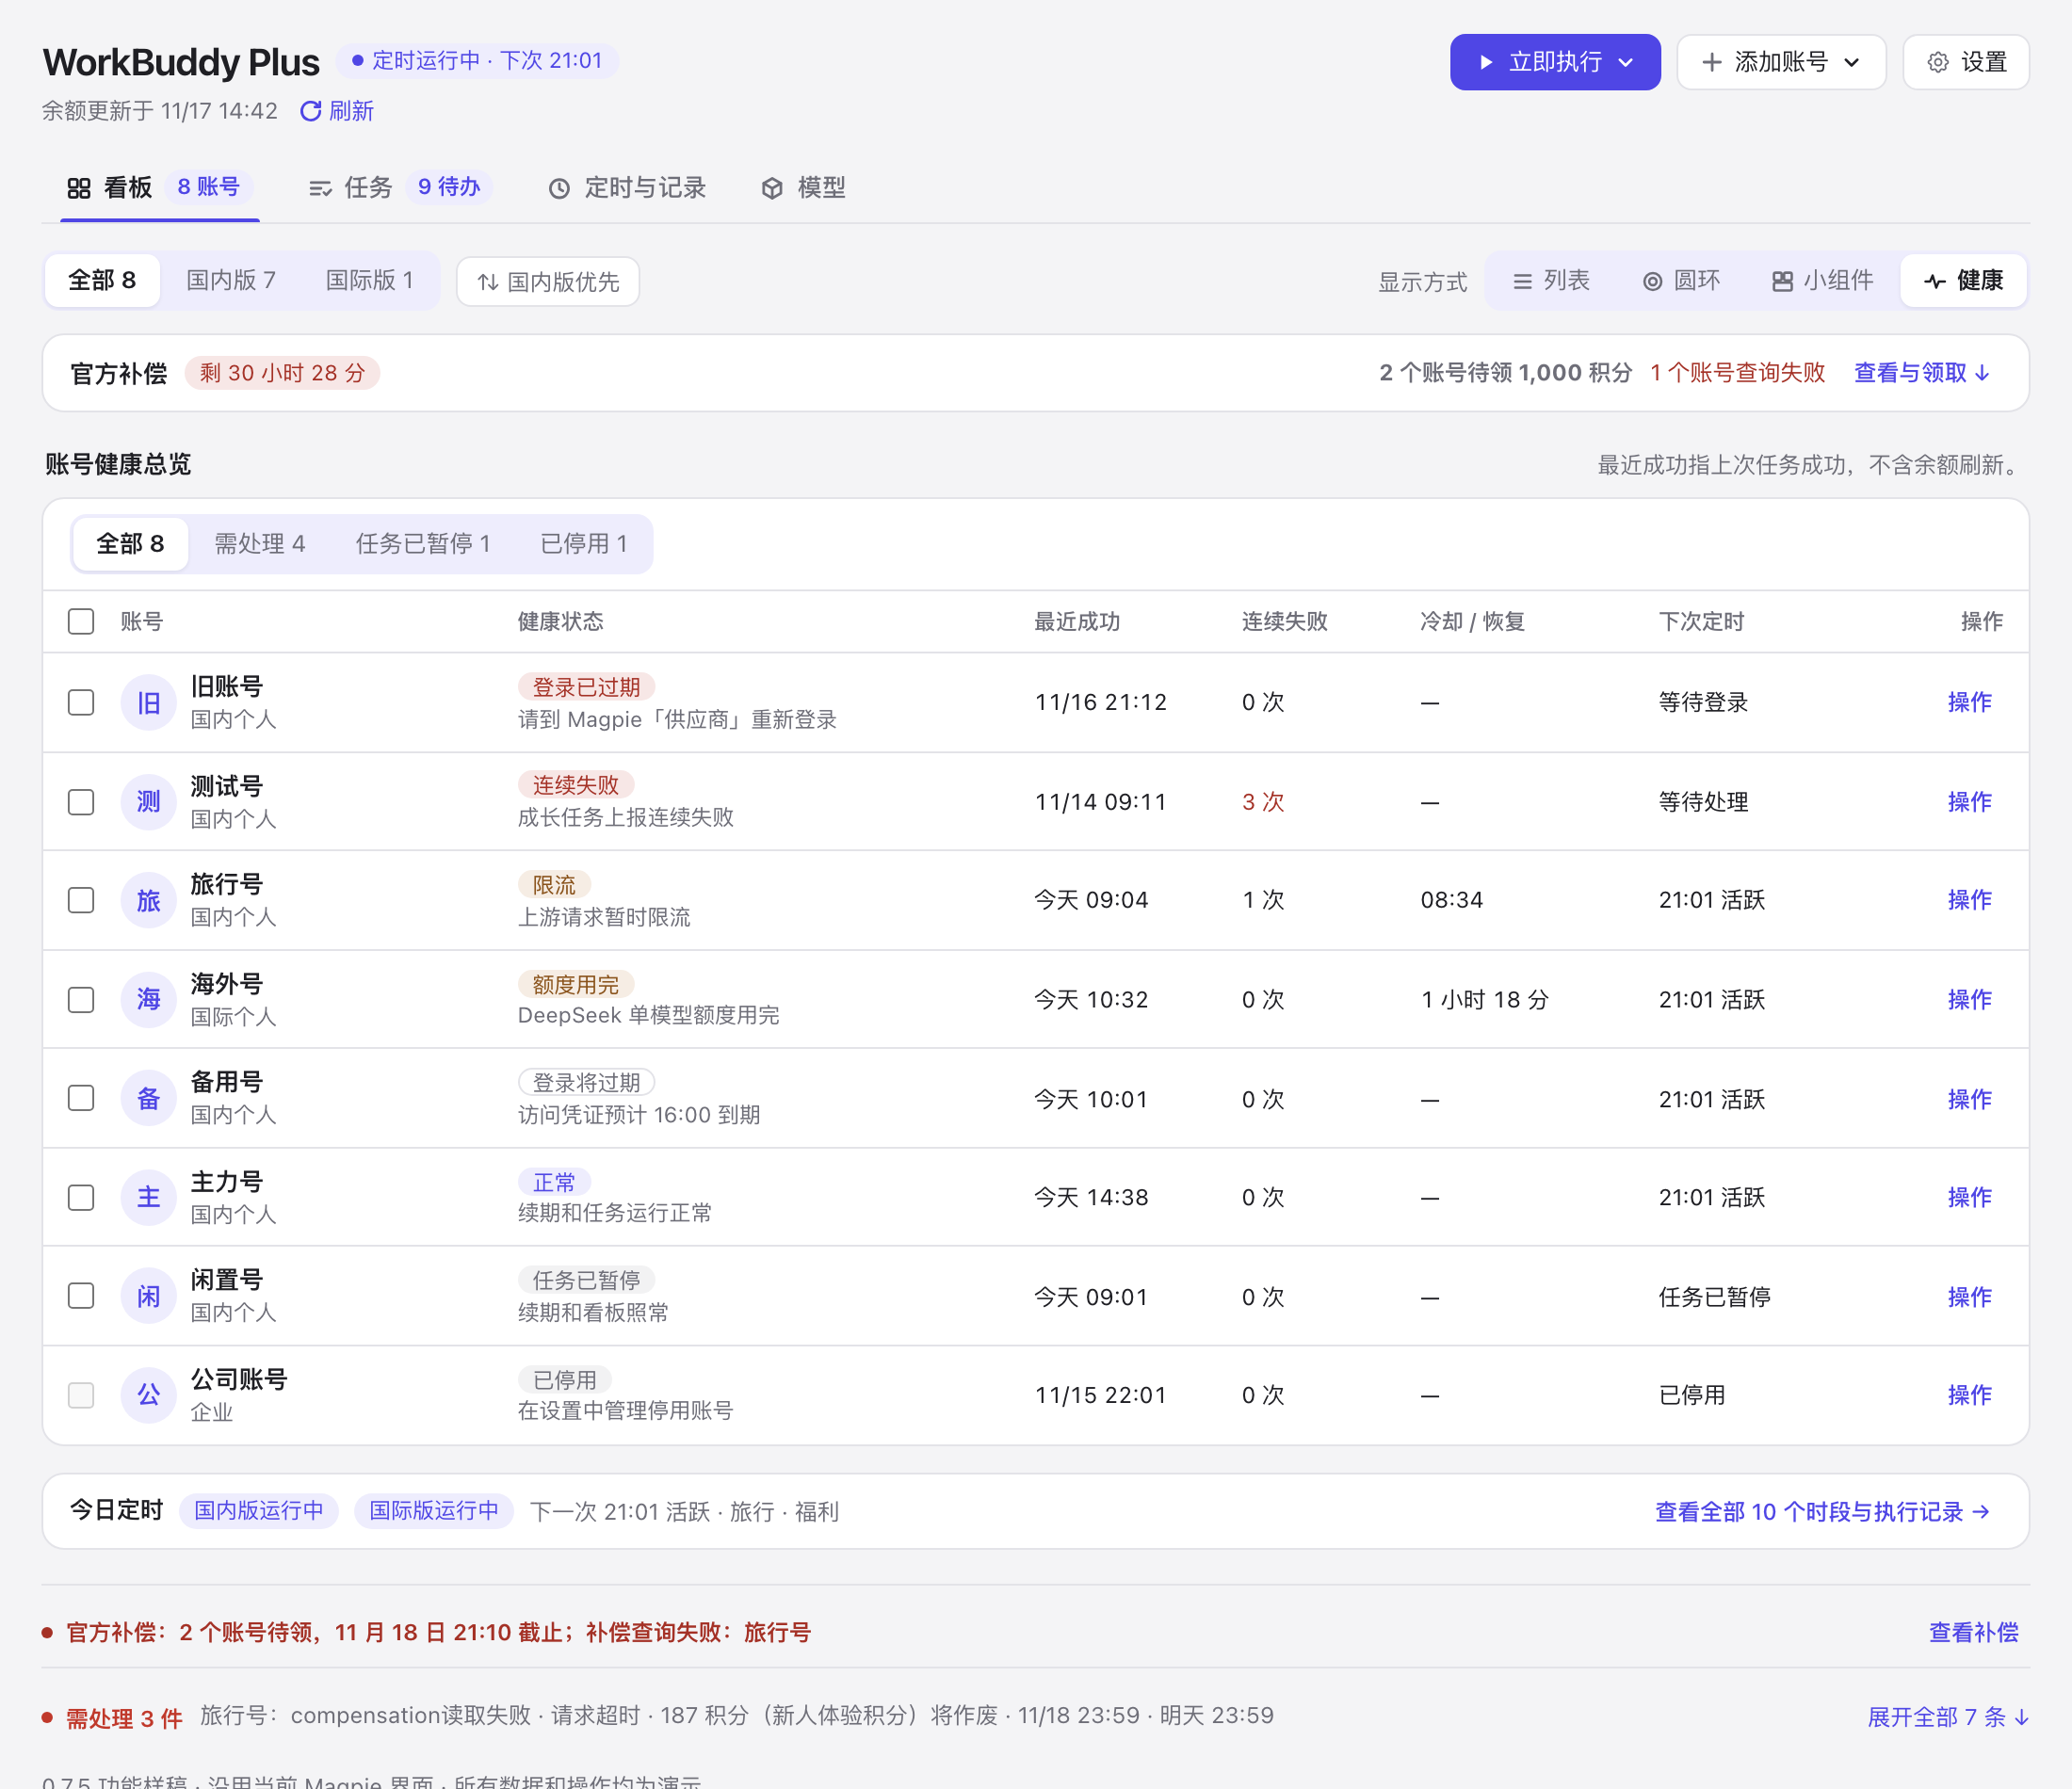 WorkBuddy Plus 定时运行中 · 下次 21:01 立即执行 添加账号 设置
余额更新于 11/17 14:42 刷新
看板 8 账号 任务 9 待办 定时与记录 模型
全部 8 国内版 7 国际版 1 国内版优先 显示方式 列表 圆环 小组件 健康
官方补偿 剩 30 小时 28 分 2 个账号待领 1,000 积分 1 个账号查询失败 查看与领取 ↓
账号健康总览 最近成功指上次任务成功，不含余额刷新。
全部 8 需处理 4 任务已暂停 1 已停用 1
账号 健康状态 最近成功 连续失败 冷却 / 恢复 下次定时 操作
旧 旧账号 登录已过期 11/16 21:12 0 次 — 等待登录 操作
国内个人 请到 Magpie「供应商」重新登录
测 测试号 连续失败 11/14 09:11 3 次 — 等待处理 操作
国内个人 成长任务上报连续失败
旅 旅行号 限流 今天 09:04 1 次 08:34 21:01 活跃 操作
国内个人 上游请求暂时限流
海 海外号 额度用完 今天 10:32 0 次 1 小时 18 分 21:01 活跃 操作
国际个人 DeepSeek 单模型额度用完
备 备用号 登录将过期 今天 10:01 0 次 — 21:01 活跃 操作
国内个人 访问凭证预计 16:00 到期
主 主力号 正常 今天 14:38 0 次 — 21:01 活跃 操作
国内个人 续期和任务运行正常
闲 闲置号 任务已暂停 今天 09:01 0 次 — 任务已暂停 操作
国内个人 续期和看板照常
公 公司账号 已停用 11/15 22:01 0 次 — 已停用 操作
企业 在设置中管理停用账号
今日定时 国内版运行中 国际版运行中 下一次 21:01 活跃 · 旅行 · 福利 查看全部 10 个时段与执行记录 →
官方补偿：2 个账号待领，11 月 18 日 21:10 截止；补偿查询失败：旅行号 查看补偿
需处理 3 件 旅行号：compensation读取失败 · 请求超时 · 187 积分（新人体验积分）将作废 · 11/18 23:59 · 明天 23:59 展开全部 7 条 ↓
0.7.5 功能样稿 · 沿用当前 Magpie 界面 · 所有数据和操作均为演示